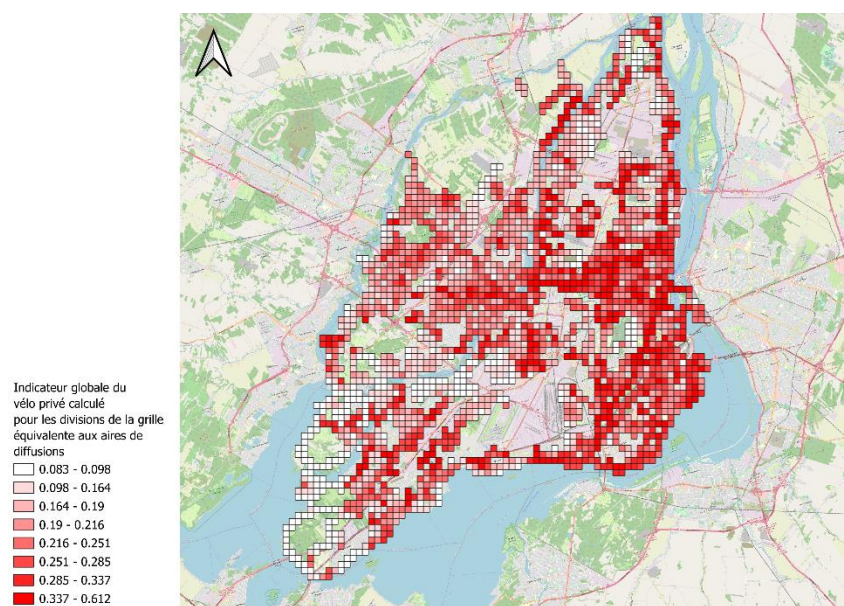 Indicateur globale du
vélo privé calculé
pour les divisions de la grille
équivalente aux aires de
diffusions
0.083 - 0.098
0.098 - 0.164
0.164 - 0.19
0.19 - 0.216
0.216 - 0.251
0.251 - 0.285
0.285 - 0.337
0.337 - 0.612